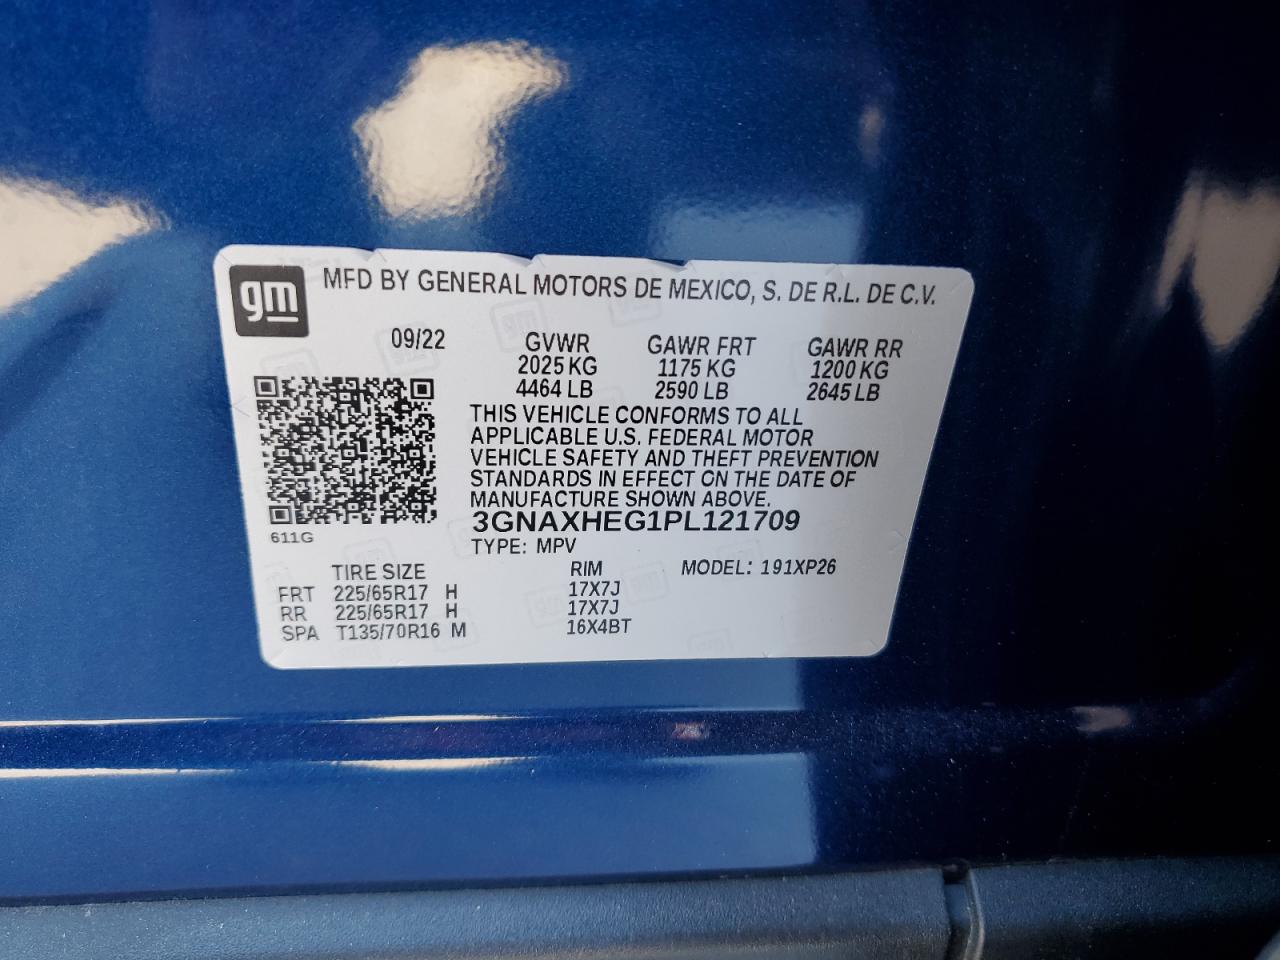 gm
MFD BY GENERAL MOTORS DE MEXICO, S. DE R.L. DE C.V.
09/22 GVWR GAWR FRT GAWR RR
2025 KG 1175 KG 1200 KG
4464 LB 2590 LB 2645 LB
THIS VEHICLE CONFORMS TO ALL
APPLICABLE U.S. FEDERAL MOTOR
VEHICLE SAFETY AND THEFT PREVENTION
STANDARDS IN EFFECT ON THE DATE OF
MANUFACTURE SHOWN ABOVE.
3GNAXHEG1PL121709
611G
TYPE: MPV
TIRE SIZE RIM MODEL: 191XP26
FRT 225/65R17 H 17X7J
RR 225/65R17 H 17X7J
SPA T135/70R16 M 16X4BT